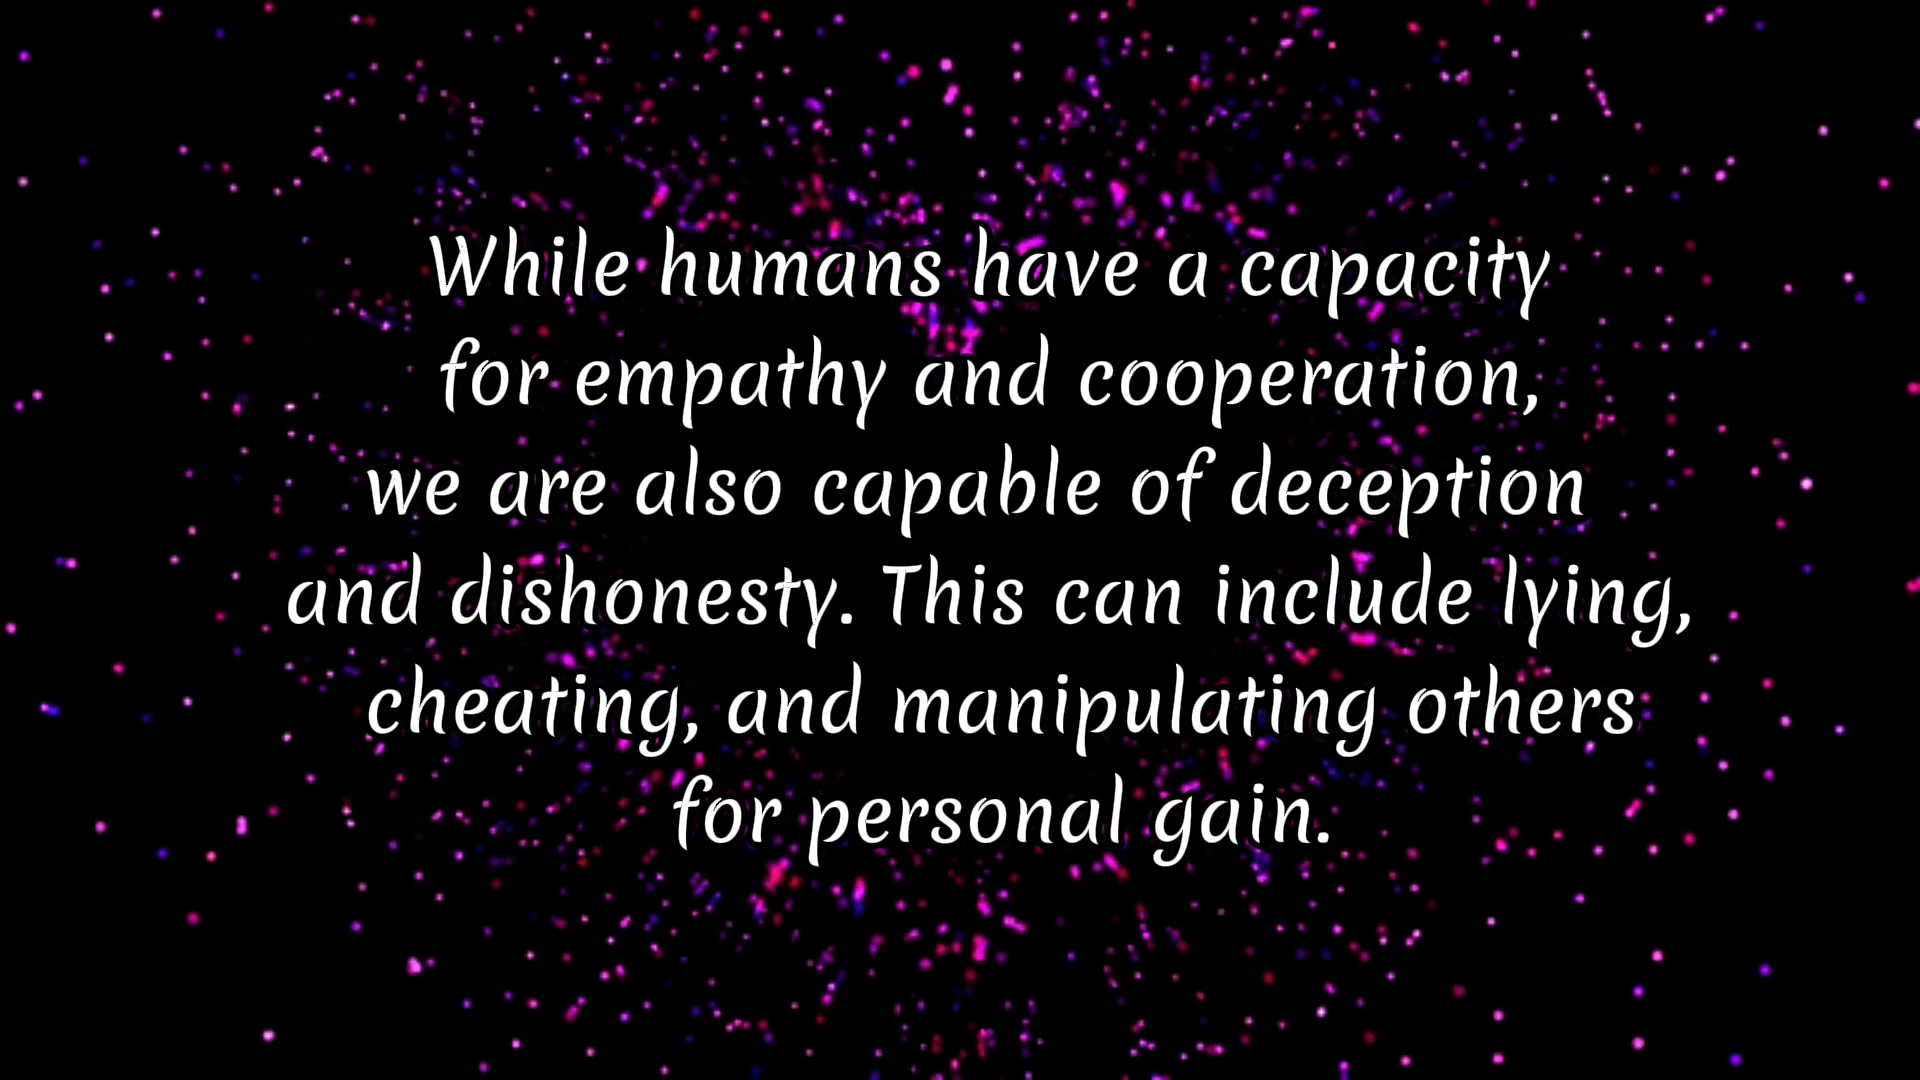 While humans have a capacity
for empathy and cooperation,
we are also capable of deception
and dishonesty. This can include lying,
cheating, and manipulating others
for personal gain.